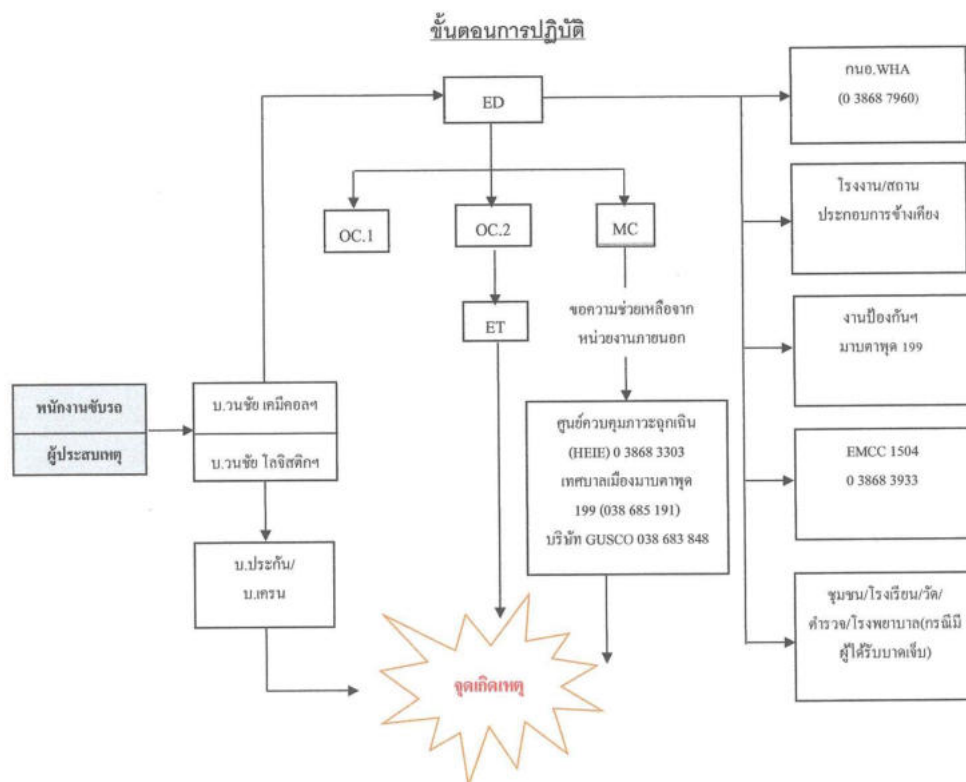 ขั้นตอนการปฏิบัติ
ED
กนอ.WHA
(0 3868 7960)
โรงงาน/สถาน
ประกอบการข้างเคียง
OC.1
OC.2
MC
ขอความช่วยเหลือจาก
หน่วยงานภายนอก
ET
งานป้องกันฯ
มาบตาพุด 199
พนักงานขับรถ
ผู้ประสบเหตุ
บ.วนชัย เคมีคอลฯ
บ.วนชัย โลจิสติกฯ
ศูนย์ควบคุมภาวะฉุกเฉิน
(HEIE) 0 3868 3303
เทศบาลเมืองมาบตาพุด
199 (038 685 191)
บริษัท GUSCO 038 683 848
EMCC 1504
0 3868 3933
บ.ประกัน/
บ.เครน
ชุมชน/โรงเรียน/วัด/
ตำรวจ/โรงพยาบาล(กรณีมี
ผู้ได้รับบาดเจ็บ)
จุดเกิดเหตุ